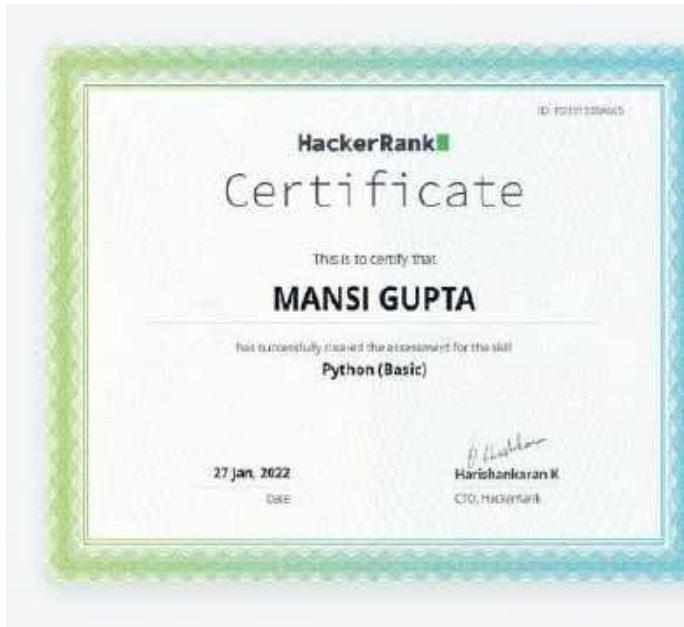 ID:
HackerRank
Certificate
This is to certify that
MANSI GUPTA
has successfully cleared the assessment for the skill
Python (Basic)
27 Jan, 2022
Harishankaran K
Date
CTO, HackerRank